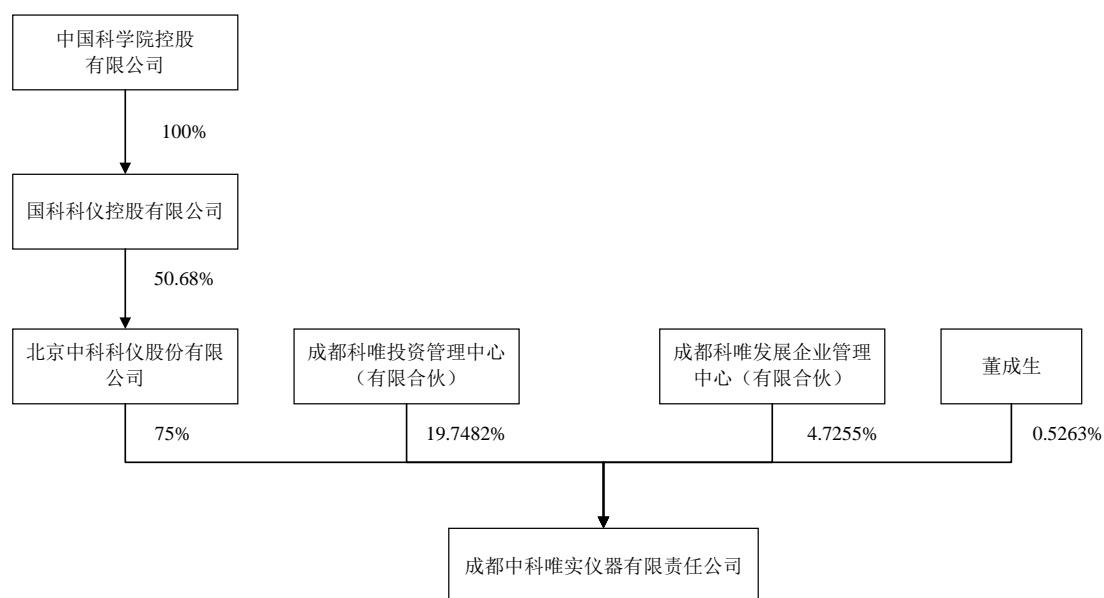 中国科学院控股
有限公司
100%
国科科仪控股有限公司
50.68%
北京中科科仪股份有限
公司
成都科唯投资管理中心
（有限合伙）
成都科唯发展企业管理
中心（有限合伙）
董成生
75%
19.7482%
4.7255%
0.5263%
成都中科唯实仪器有限责任公司